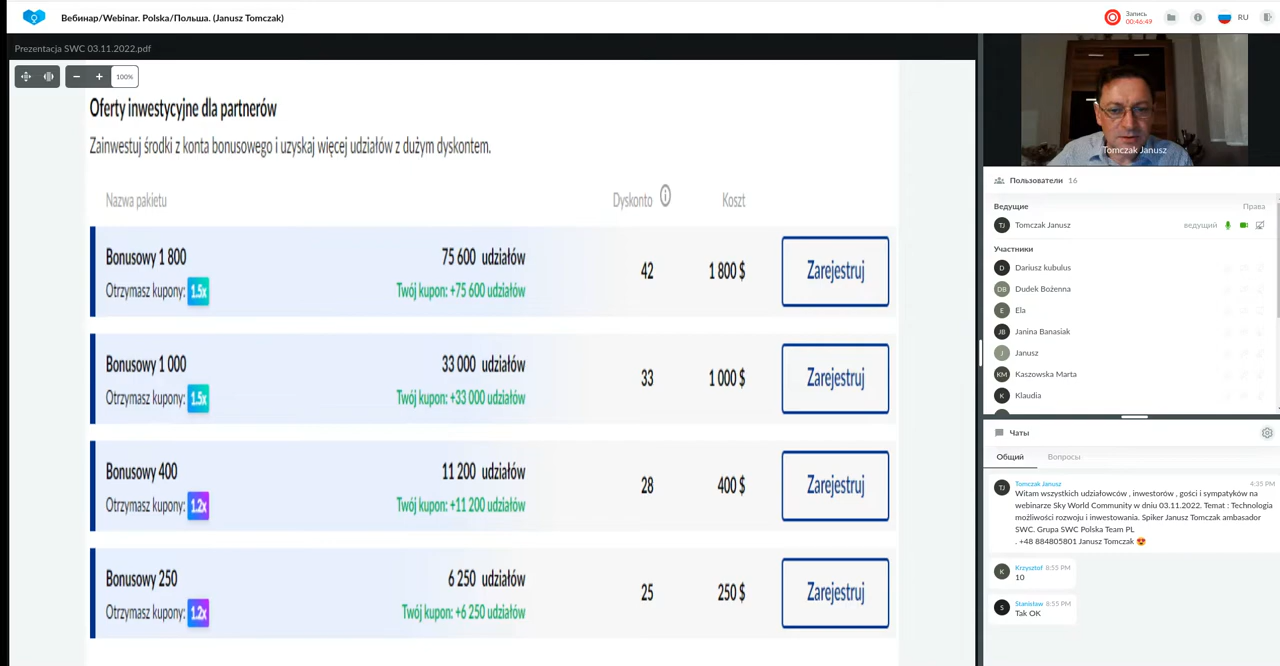 Вебинар/Webinar. Polska/Польша. (Janusz Tomczak)
Запись
00:46:49
RU
Prezentacja SWC 03.11.2022.pdf
100%
Oferty inwestycyjne dla partnerów
Zainwestuj środki z konta bonusowego i uzyskaj więcej udziałów z dużym dyskontem.
Nazwa pakietu Dyskonto Koszt
Bonusowy 1 800 75 600 udziałów 42 1 800 $ Zarejestruj
Otrzymasz kupony: 1.5x Twój kupon: +75 600 udziałów
Bonusowy 1 000 33 000 udziałów 33 1 000 $ Zarejestruj
Otrzymasz kupony: 1.5x Twój kupon: +33 000 udziałów
Bonusowy 400 11 200 udziałów 28 400 $ Zarejestruj
Otrzymasz kupony: 1.2x Twój kupon: +11 200 udziałów
Bonusowy 250 6 250 udziałów 25 250 $ Zarejestruj
Otrzymasz kupony: 1.2x Twój kupon: +6 250 udziałów
Tomczak Janusz
Пользователи 16
Ведущие Права
TJ Tomczak Janusz ведущий
Участники
D Dariusz kubulus
DB Dudek Bożenna
E Ela
JB Janina Banasiak
J Janusz
KM Kaszowska Marta
K Klaudia
Чаты
Общий Вопросы
TJ Tomczak Janusz 4:35 PM
Witam wszystkich udziałowców , inwestorów , gości i sympatyków na
webinarze Sky World Community w dniu 03.11.2022. Temat : Technologia
możliwości rozwoju i inwestowania. Spiker Janusz Tomczak ambasador
SWC. Grupa SWC Polska Team PL
. +48 884805801 Janusz Tomczak 😍
K Krzysztof 8:55 PM
10
S Stanisław 8:55 PM
Tak OK